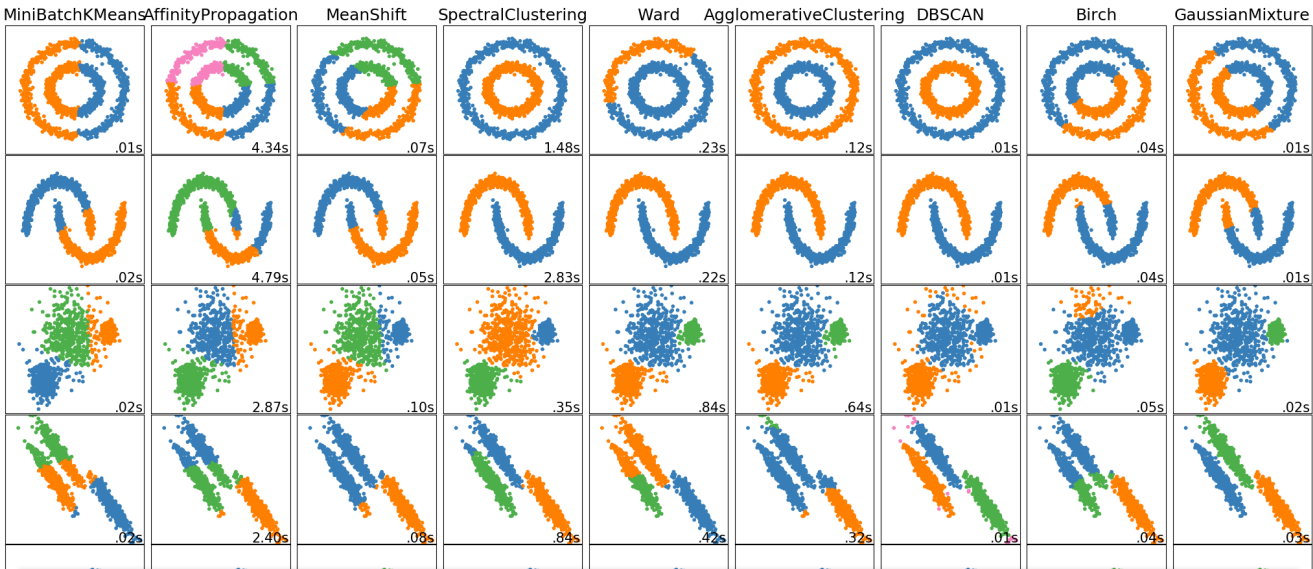 MiniBatchKMeans AffinityPropagation MeanShift SpectralClustering Ward AgglomerativeClustering DBSCAN Birch GaussianMixture
.01s 4.34s .07s 1.48s .23s .12s .01s .04s .01s
.02s 4.79s .05s 2.83s .22s .12s .01s .04s .01s
.02s 2.87s .10s .35s .84s .64s .01s .05s .02s
.02s 2.40s .08s .84s .42s .32s .01s .04s .03s